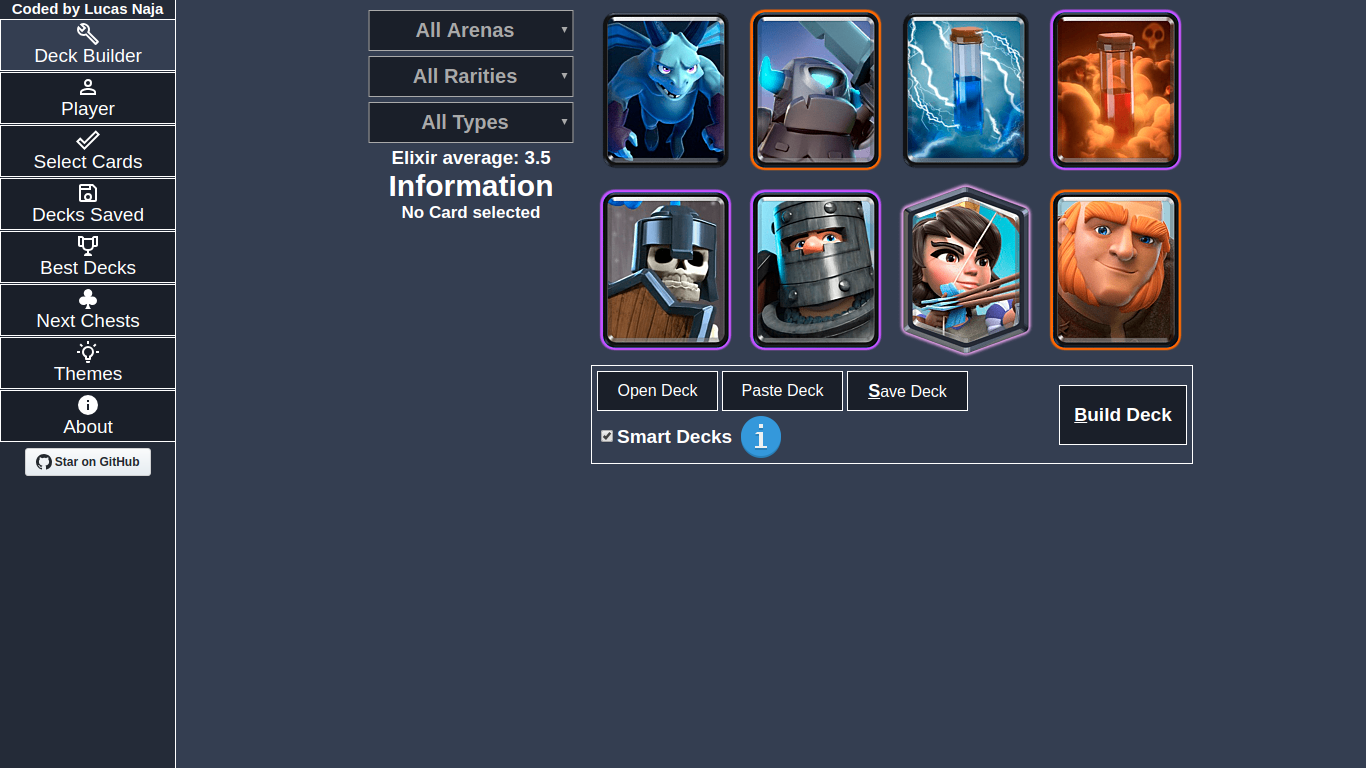 Coded by Lucas Naja
Deck Builder
Player
Select Cards
Decks Saved
Best Decks
Next Chests
Themes
About
Star on GitHub
All Arenas
All Rarities
All Types
Elixir average: 3.5
Information
No Card selected
Open Deck
Paste Deck
Save Deck
Smart Decks
i
Build Deck